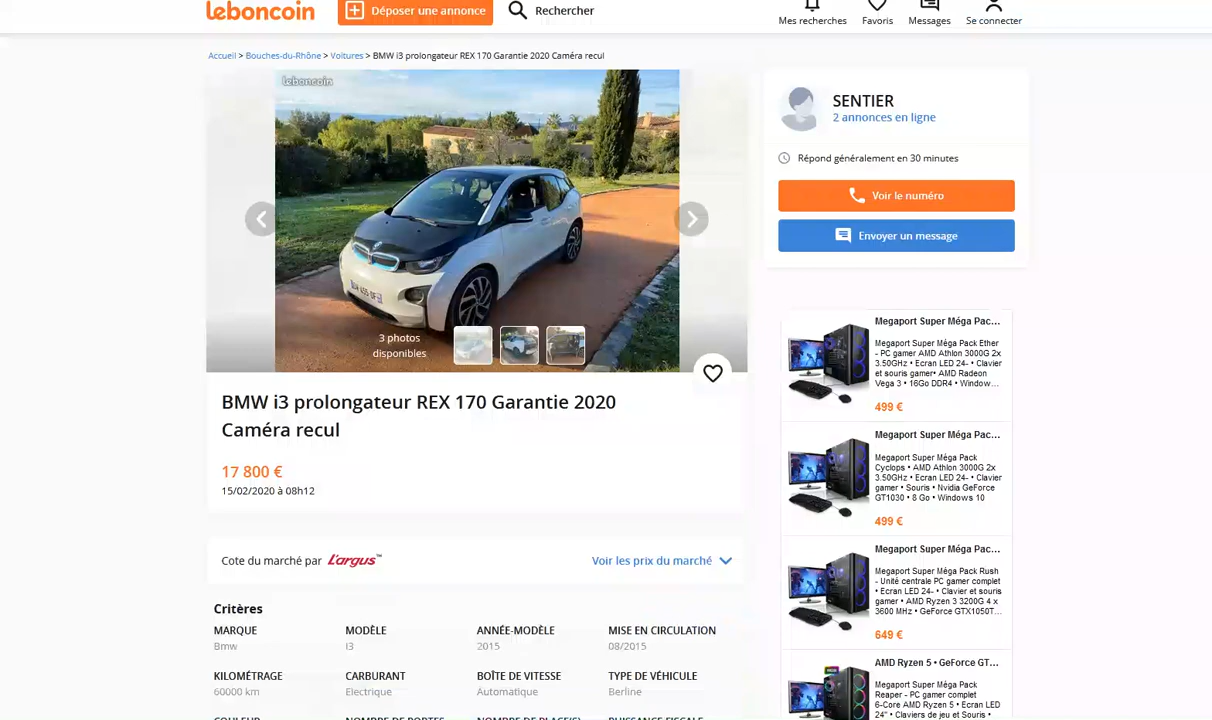 leboncoin
Déposer une annonce
Rechercher
Mes recherches
Favoris
Messages
Se connecter
Accueil > Bouches-du-Rhône > Voitures > BMW i3 prolongateur REX 170 Garantie 2020 Caméra recul
leboncoin
3 photos
disponibles
BMW i3 prolongateur REX 170 Garantie 2020
Caméra recul
17 800 €
15/02/2020 à 08h12
Cote du marché par L'argus™
Voir les prix du marché
Critères
MARQUE
Bmw
MODÈLE
I3
ANNÉE-MODÈLE
2015
MISE EN CIRCULATION
08/2015
KILOMÉTRAGE
60000 km
CARBURANT
Electrique
BOÎTE DE VITESSE
Automatique
TYPE DE VÉHICULE
Berline
SENTIER
2 annonces en ligne
Répond généralement en 30 minutes
Voir le numéro
Envoyer un message
Megaport Super Méga Pac...
Megaport Super Méga Pack Ether
- PC gamer AMD Athlon 3000G 2x
3.50GHz • Ecran LED 24- • Clavier
et souris gamer• AMD Radeon
Vega 3 • 16Go DDR4 • Window...
499 €
Megaport Super Méga Pac...
Megaport Super Méga Pack
Cyclops • AMD Athlon 3000G 2x
3.50GHz • Ecran LED 24- • Clavier
gamer • Souris • Nvidia GeForce
GT1030 • 8 Go • Windows 10
499 €
Megaport Super Méga Pac...
Megaport Super Méga Pack Rush
- Unité centrale PC gamer complet
• Ecran LED 24- • Clavier et souris
gamer • AMD Ryzen 3 3200G 4 x
3600 MHz • GeForce GTX1050T...
649 €
AMD Ryzen 5 • GeForce GT...
Megaport Super Méga Pack
Reaper - PC gamer complet
6-Core AMD Ryzen 5 • Ecran LED
24" • Claviers de jeu et Souris •